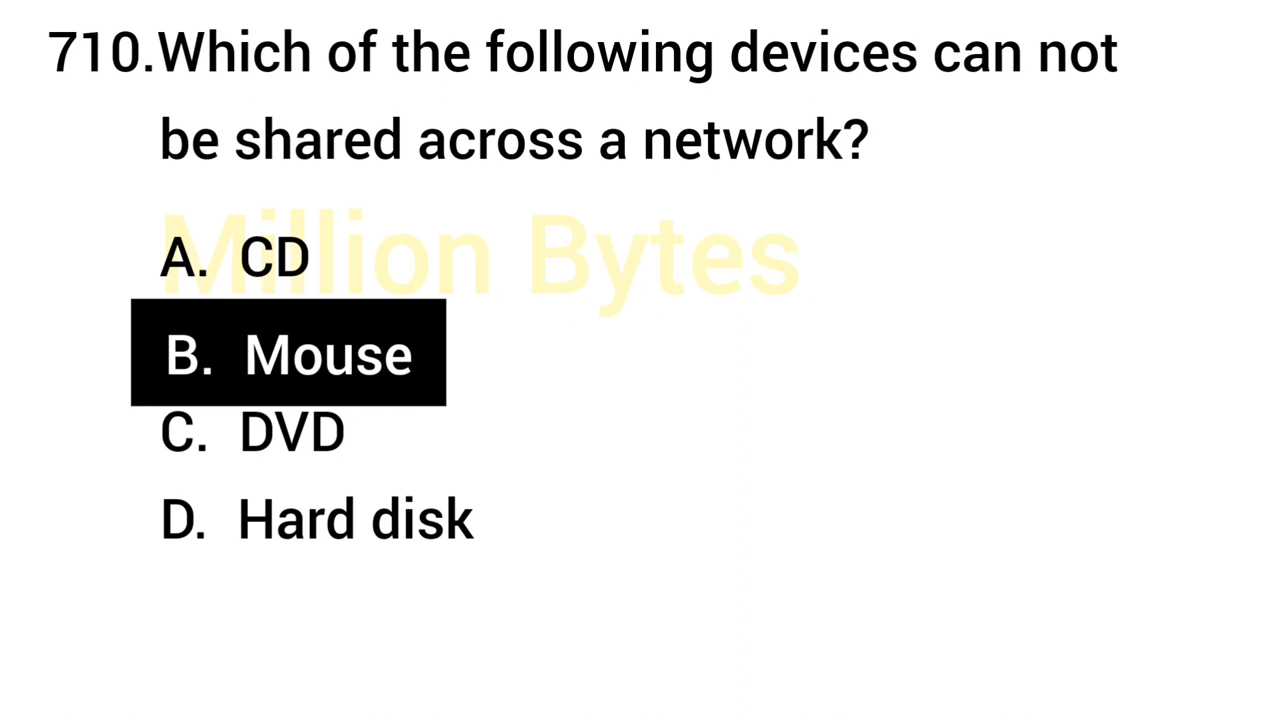 710.Which of the following devices can not
be shared across a network?
Million Bytes
A. CD
B. Mouse
C. DVD
D. Hard disk